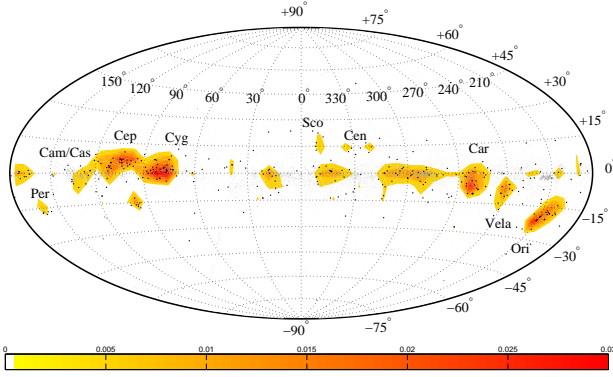 +90°
+75°
+60°
+45°
+30°
+15°
0
−15°
−30°
−45°
−60°
−75°
−90°
150° 120° 90° 60° 30° 0 330° 300° 270° 240° 210°
Sco
Cen
Cep
Cyg
Car
Cam/Cas
Per
Vela
Ori
0 0.005 0.01 0.015 0.02 0.025